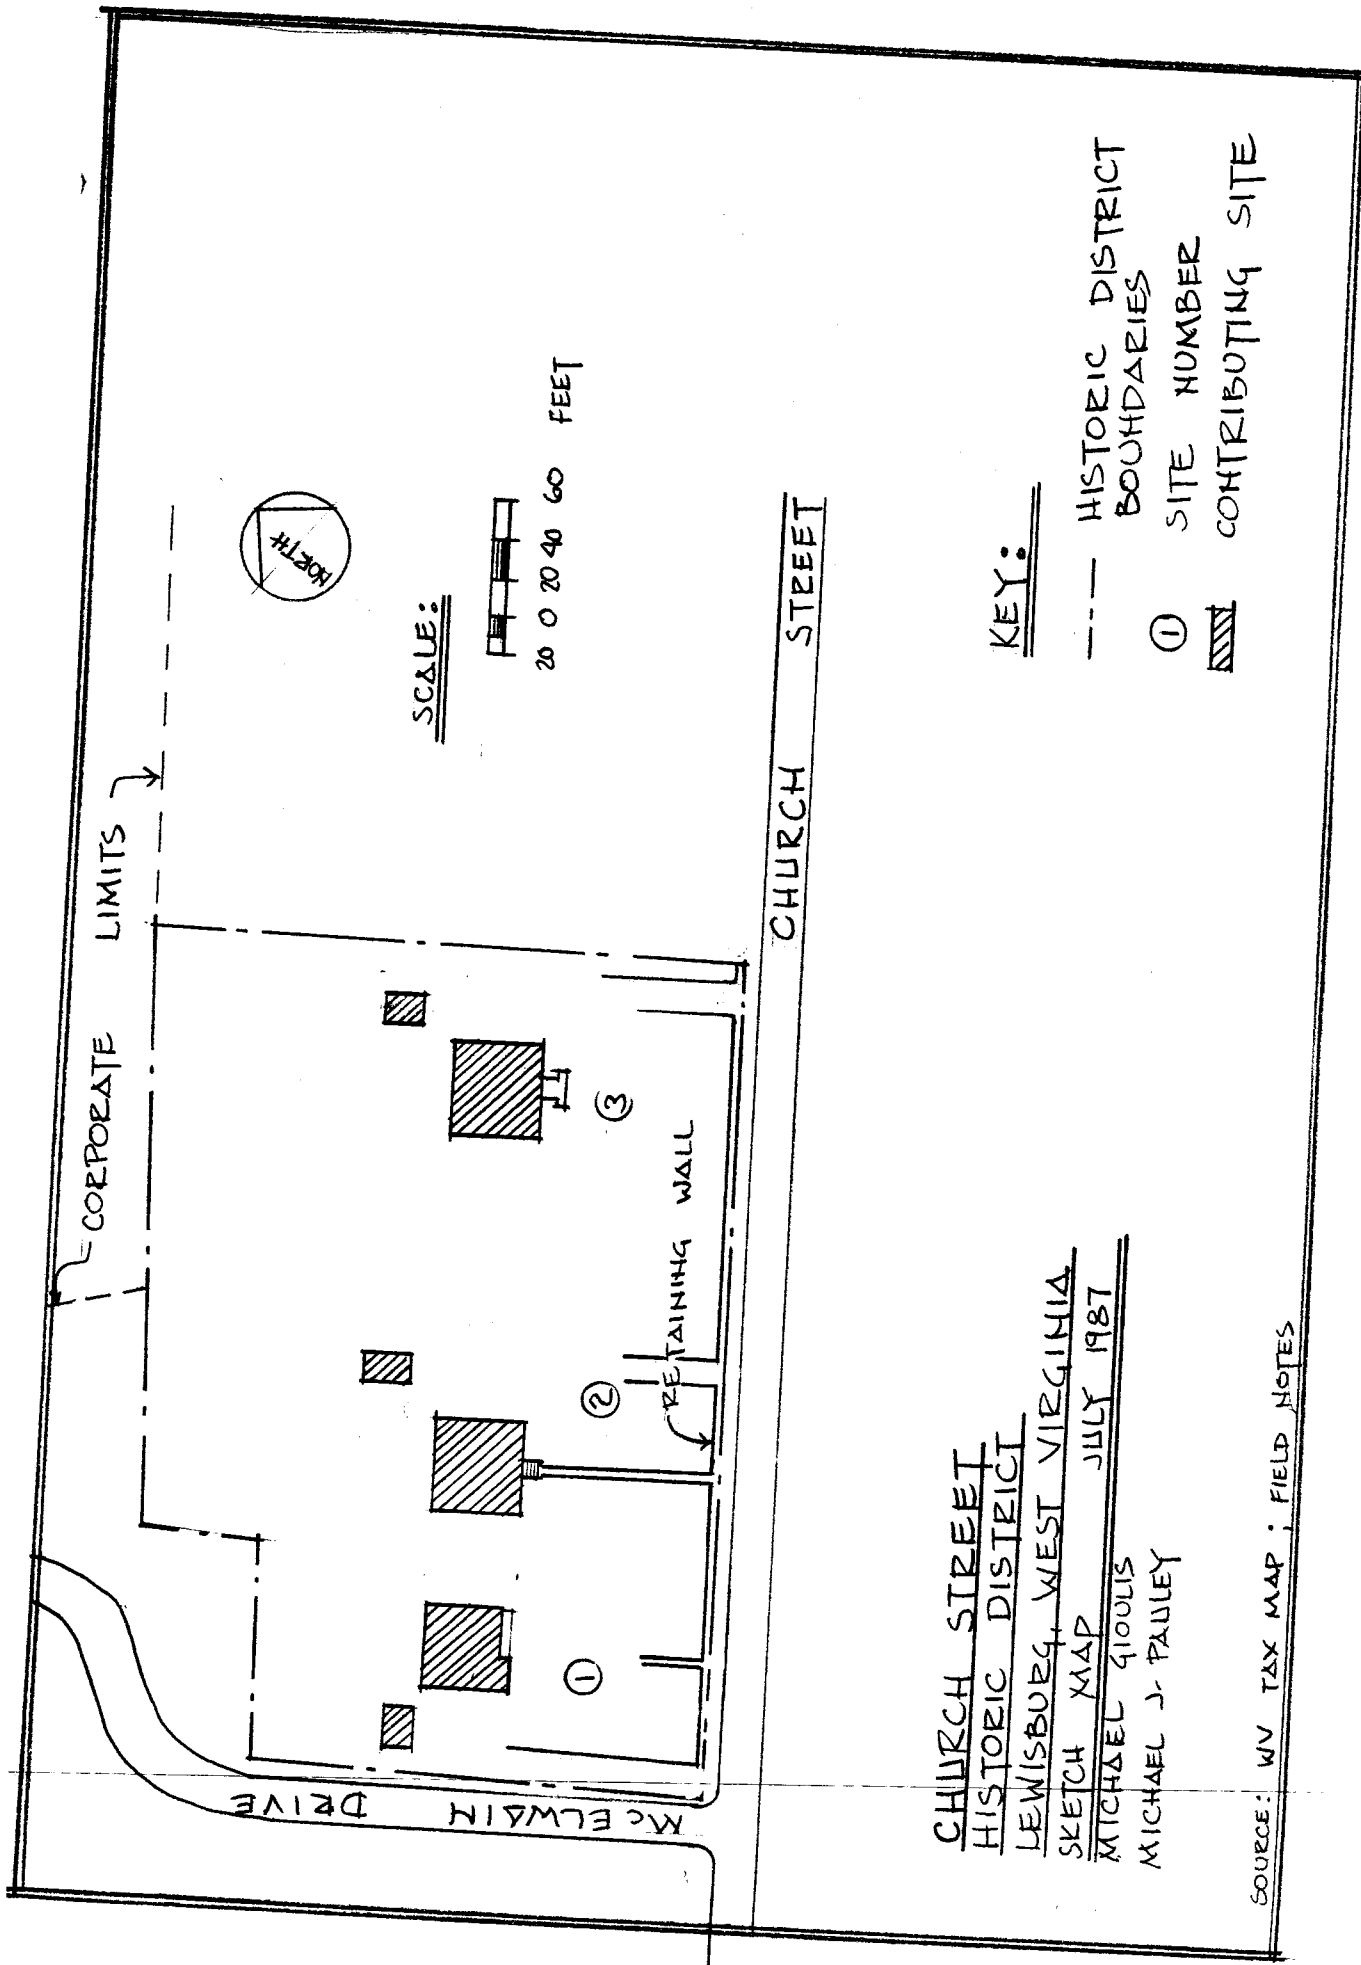 CORPORATE LIMITS
NORTH
SCALE:
20 0 20 40 60 FEET
3
2
1
RETAINING WALL
McELWAIN DRIVE
CHURCH STREET
CHURCH STREET
HISTORIC DISTRICT
LEWISBURG, WEST VIRGINIA
SKETCH MAP JULY 1987
MICHAEL GIOULIS
MICHAEL J. PAULEY
KEY:
HISTORIC DISTRICT
BOUNDARIES
1 SITE NUMBER
CONTRIBUTING SITE
SOURCE: WV TAX MAP; FIELD NOTES